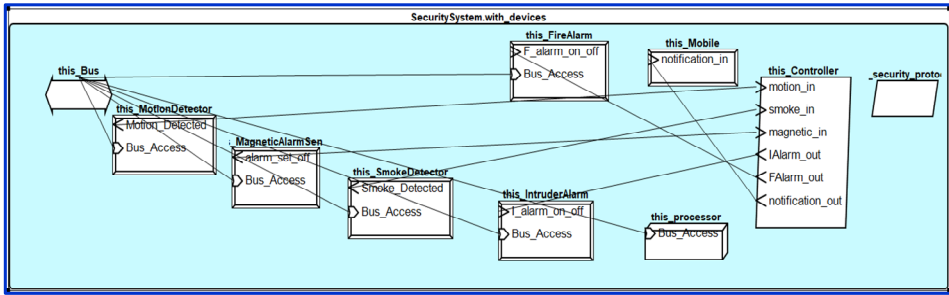 SecuritySystem.with_devices
this_Bus
this_MotionDetector
Motion_Detected
Bus_Access
_MagneticAlarmSen
alarm_set_off
Bus_Access
this_SmokeDetector
Smoke_Detected
Bus_Access
this_FireAlarm
F_alarm_on_off
Bus_Access
this_IntruderAlarm
I_alarm_on_off
Bus_Access
this_Mobile
notification_in
this_processor
Bus_Access
this_Controller
motion_in
smoke_in
magnetic_in
IAlarm_out
FAlarm_out
notification_out
_security_proto